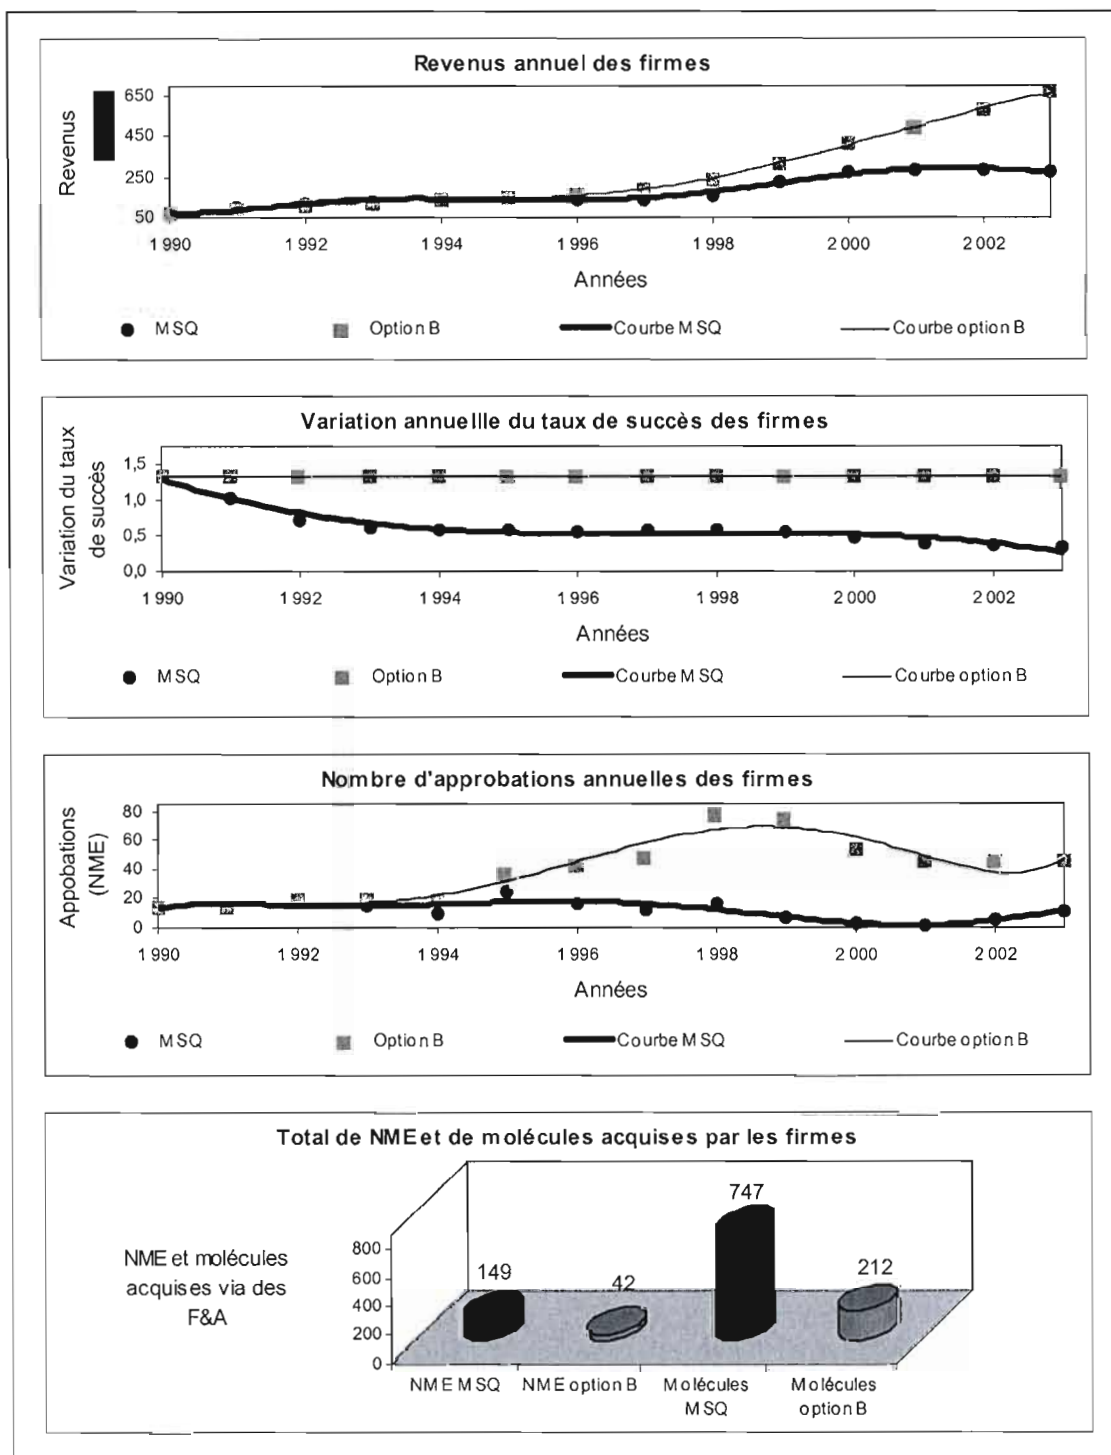 Revenus annuel des firmes
Revenus
650
450
250
50
1990 1992 1994 1996 1998 2000 2002
Années
MSQ Option B Courbe MSQ Courbe option B
Variation annuellle du taux de succès des firmes
Variation du taux
de succès
1,5
1,0
0,5
0,0
1990 1992 1994 1996 1998 2000 2002
Années
MSQ Option B Courbe MSQ Courbe option B
Nombre d'approbations annuelles des firmes
Appobations
(NME)
80
60
40
20
0
1990 1992 1994 1996 1998 2000 2002
Années
MSQ Option B Courbe MSQ Courbe option B
Total de NME et de molécules acquises par les firmes
NME et molécules
acquises via des
F&A
800
600
400
200
0
149 42 747 212
NME MSQ NME option B Molécules
MSQ Molécules
option B